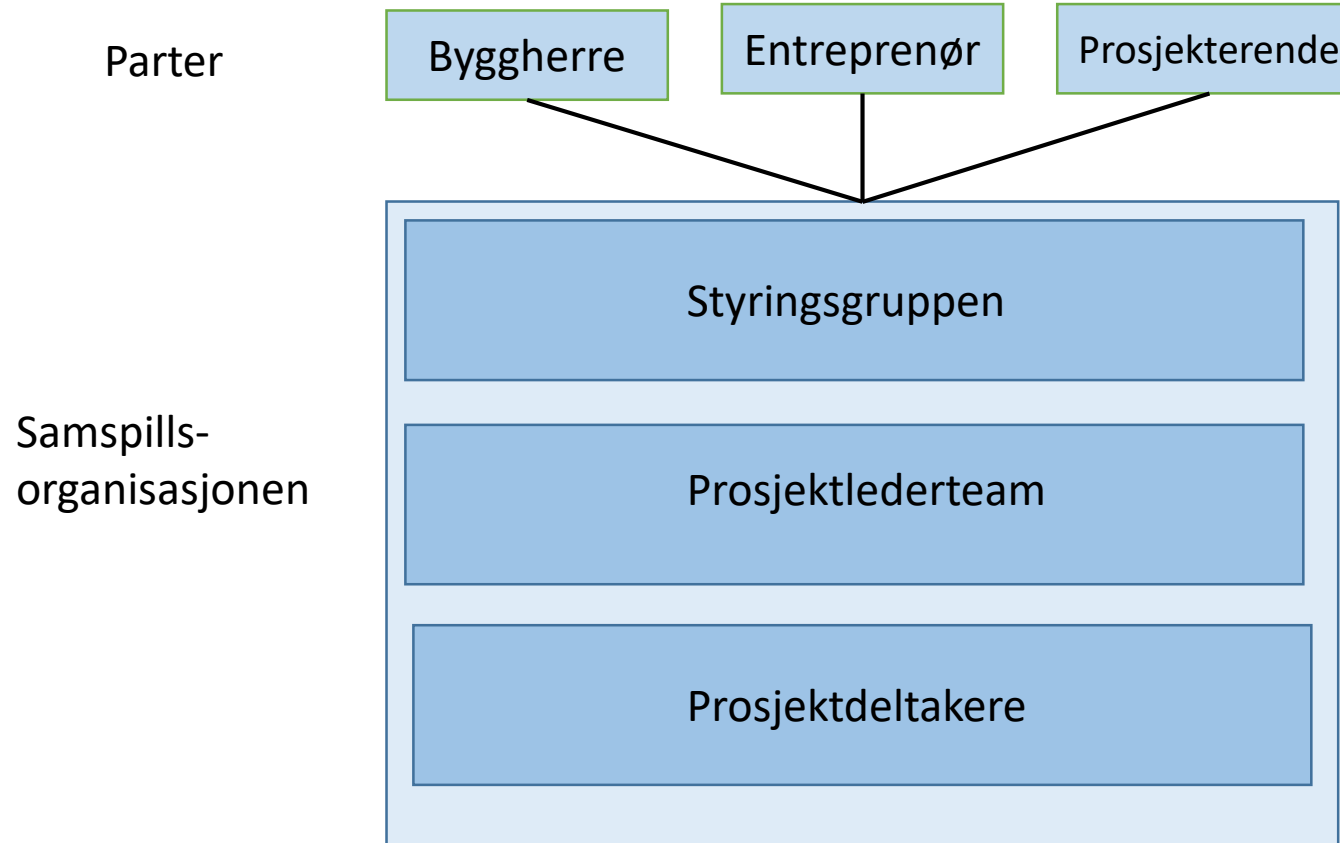 Parter
Byggherre
Entreprenør
Prosjekterende
Samspills-
organisasjonen
Styringsgruppen
Prosjektlederteam
Prosjektdeltakere